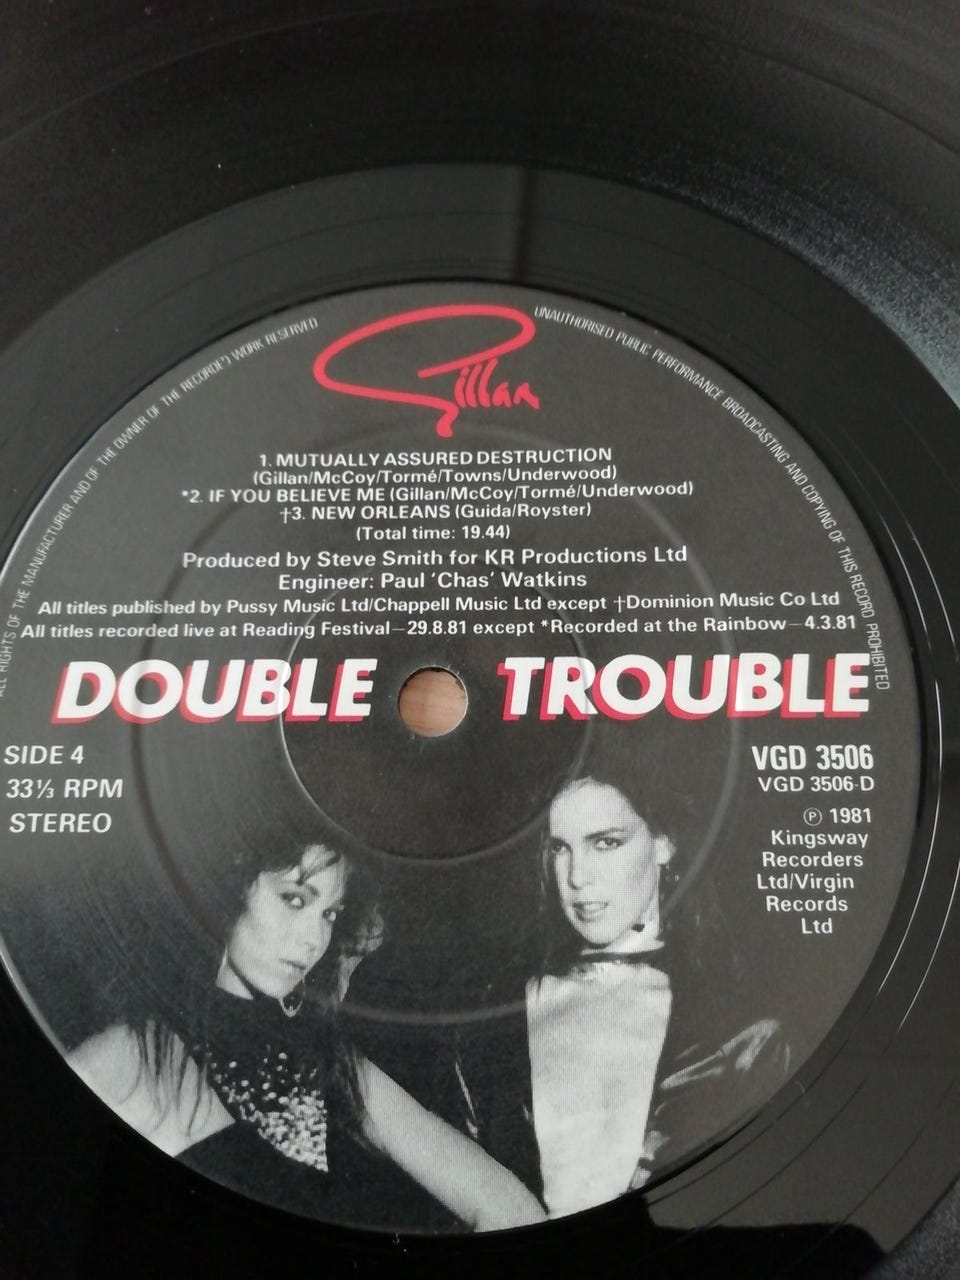 ALL RIGHTS OF THE MANUFACTURER AND OF THE OWNER OF THE RECORDED WORK RESERVED
UNAUTHORISED PUBLIC PERFORMANCE BROADCASTING AND COPYING OF THIS RECORD PROHIBITED
Gillan
1. MUTUALLY ASSURED DESTRUCTION
(Gillan/McCoy/Tormé/Towns/Underwood)
*2. IF YOU BELIEVE ME (Gillan/McCoy/Tormé/Underwood)
†3. NEW ORLEANS (Guida/Royster)
(Total time: 19.44)
Produced by Steve Smith for KR Productions Ltd
Engineer: Paul ‘Chas’ Watkins
All titles published by Pussy Music Ltd/Chappell Music Ltd except †Dominion Music Co Ltd
All titles recorded live at Reading Festival—29.8.81 except *Recorded at the Rainbow—4.3.81
DOUBLE TROUBLE
SIDE 4
33⅓ RPM
STEREO
VGD 3506
VGD 3506-D
℗ 1981
Kingsway
Recorders
Ltd/Virgin
Records
Ltd